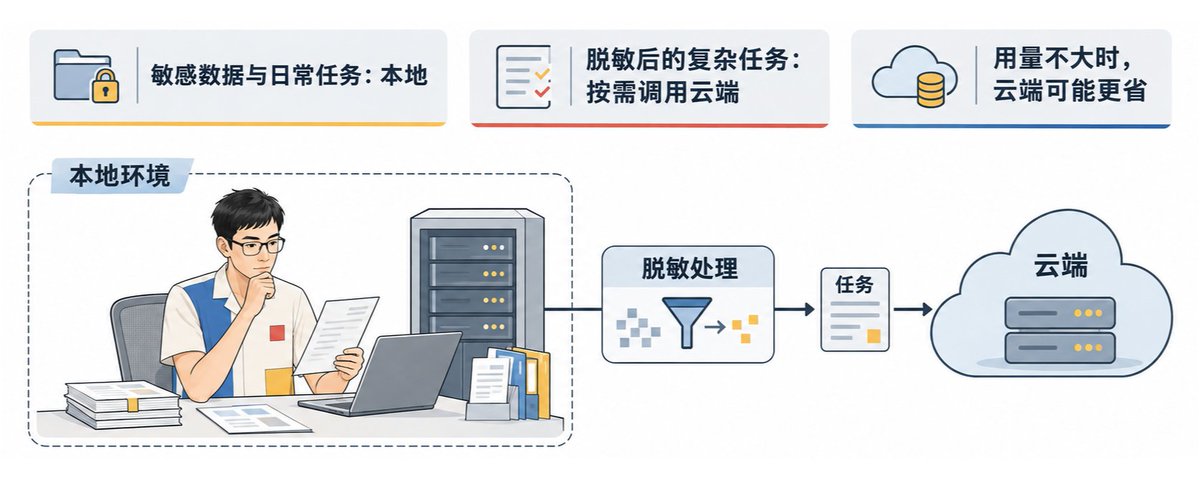 敏感数据与日常任务：本地
脱敏后的复杂任务：
按需调用云端
用量不大时，
云端可能更省
本地环境
脱敏处理
任务
云端